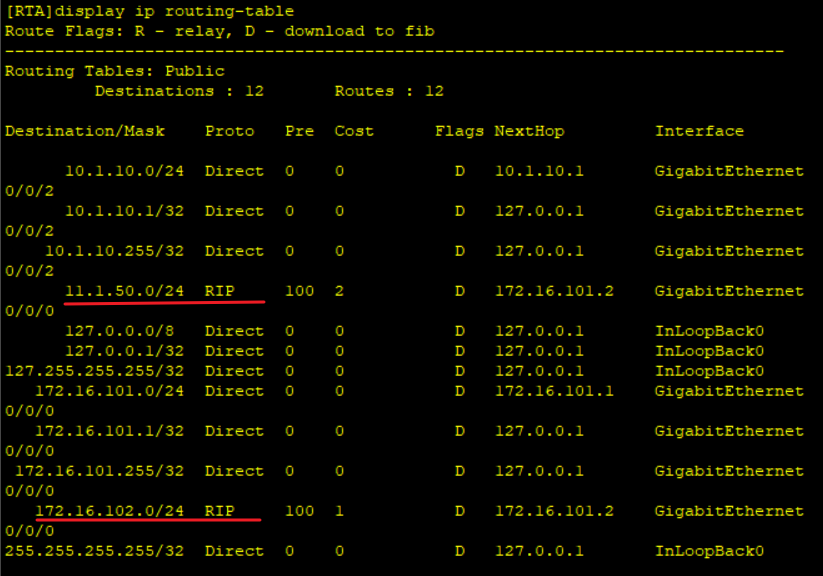 [RTA]display ip routing-table
Route Flags: R - relay, D - download to fib
------------------------------------------------------------------------------
Routing Tables: Public
         Destinations : 12       Routes : 12

Destination/Mask    Proto   Pre  Cost      Flags NextHop         Interface

      10.1.10.0/24  Direct  0    0           D   10.1.10.1       GigabitEthernet
0/0/2
      10.1.10.1/32  Direct  0    0           D   127.0.0.1       GigabitEthernet
0/0/2
    10.1.10.255/32  Direct  0    0           D   127.0.0.1       GigabitEthernet
0/0/2
      11.1.50.0/24  RIP     100  2           D   172.16.101.2    GigabitEthernet
0/0/0
      127.0.0.0/8   Direct  0    0           D   127.0.0.1       InLoopBack0
      127.0.0.1/32  Direct  0    0           D   127.0.0.1       InLoopBack0
127.255.255.255/32  Direct  0    0           D   127.0.0.1       InLoopBack0
   172.16.101.0/24  Direct  0    0           D   172.16.101.1    GigabitEthernet
0/0/0
   172.16.101.1/32  Direct  0    0           D   127.0.0.1       GigabitEthernet
0/0/0
 172.16.101.255/32  Direct  0    0           D   127.0.0.1       GigabitEthernet
0/0/0
   172.16.102.0/24  RIP     100  1           D   172.16.101.2    GigabitEthernet
0/0/0
255.255.255.255/32  Direct  0    0           D   127.0.0.1       InLoopBack0